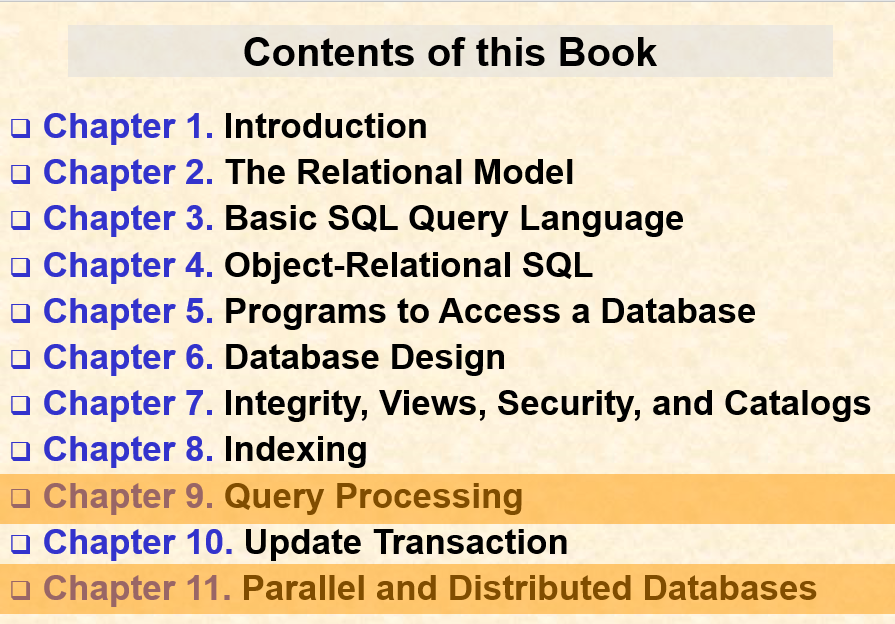 Contents of this Book
❑ Chapter 1. Introduction
❑ Chapter 2. The Relational Model
❑ Chapter 3. Basic SQL Query Language
❑ Chapter 4. Object-Relational SQL
❑ Chapter 5. Programs to Access a Database
❑ Chapter 6. Database Design
❑ Chapter 7. Integrity, Views, Security, and Catalogs
❑ Chapter 8. Indexing
❑ Chapter 9. Query Processing
❑ Chapter 10. Update Transaction
❑ Chapter 11. Parallel and Distributed Databases